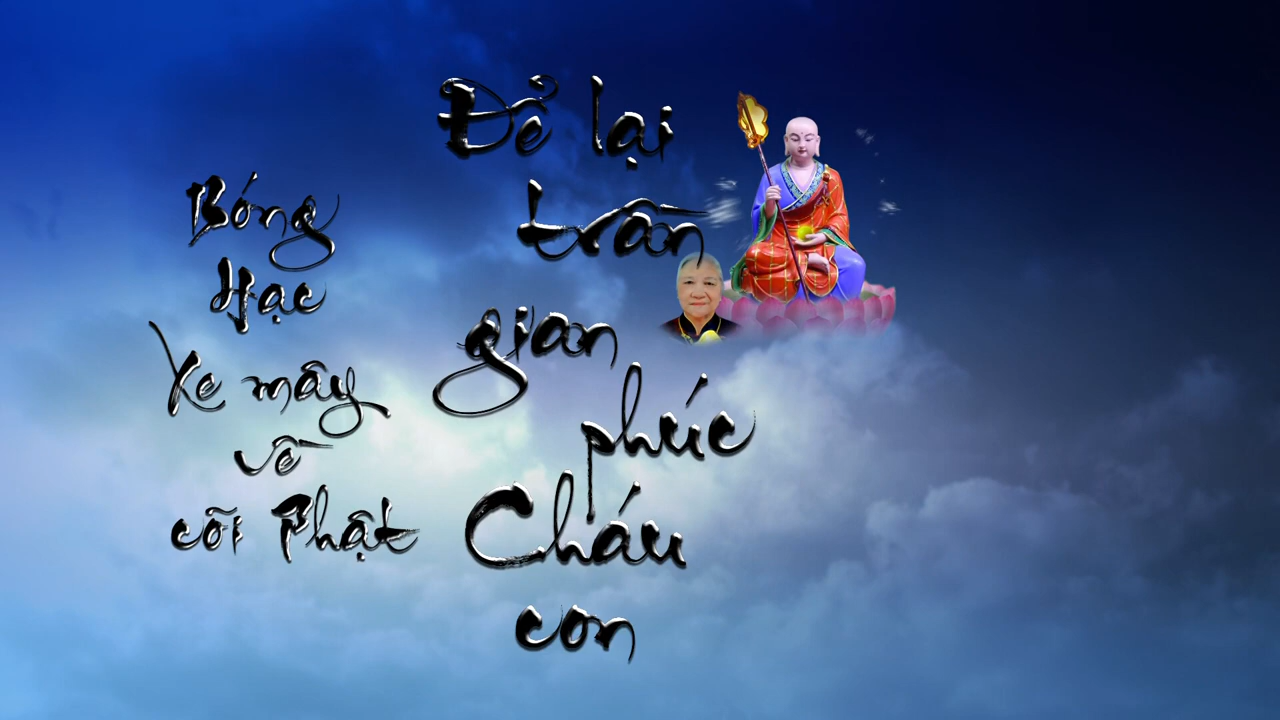 Bóng
Hạc
Xe mây
về
cõi Phật
Để lại
trần
gian
phúc
Cháu
con